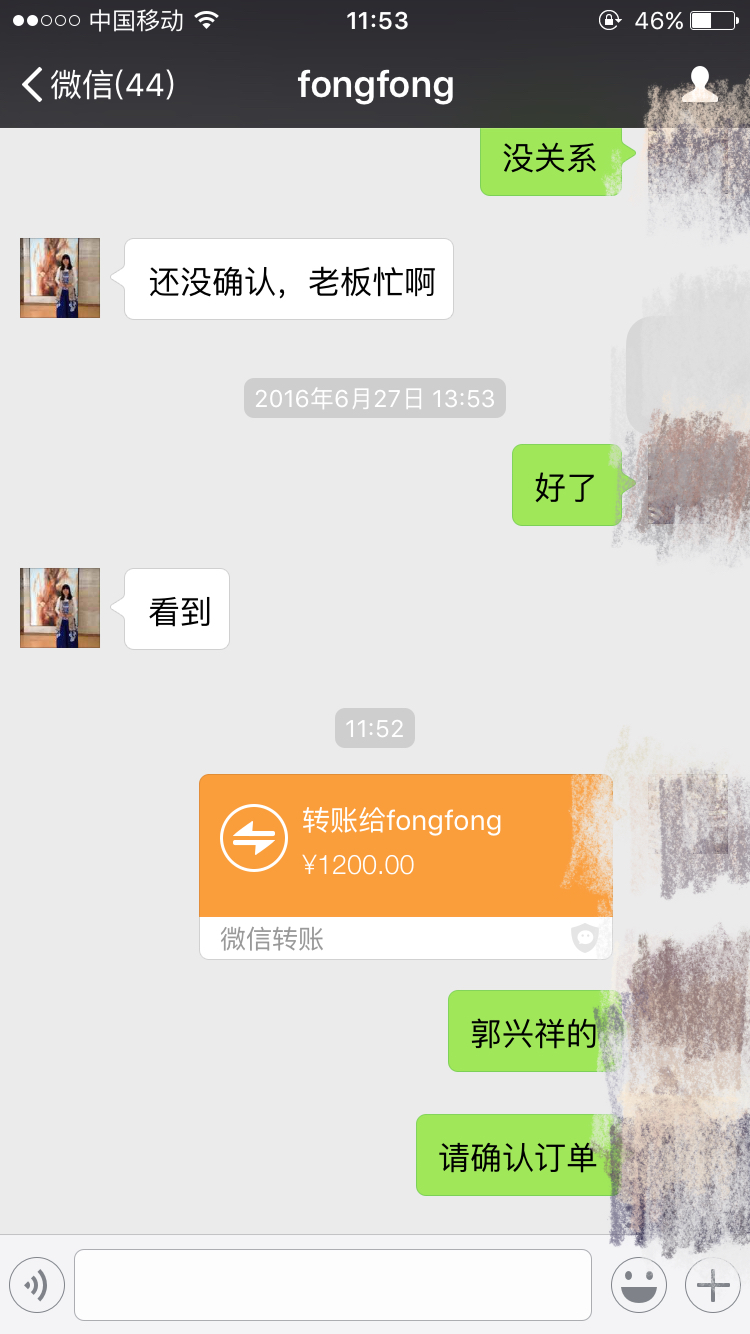 中国移动 11:53 46%
微信(44) fongfong
没关系
还没确认，老板忙啊
2016年6月27日 13:53
好了
看到
11:52
转账给fongfong
¥1200.00
微信转账
郭兴祥的
请确认订单